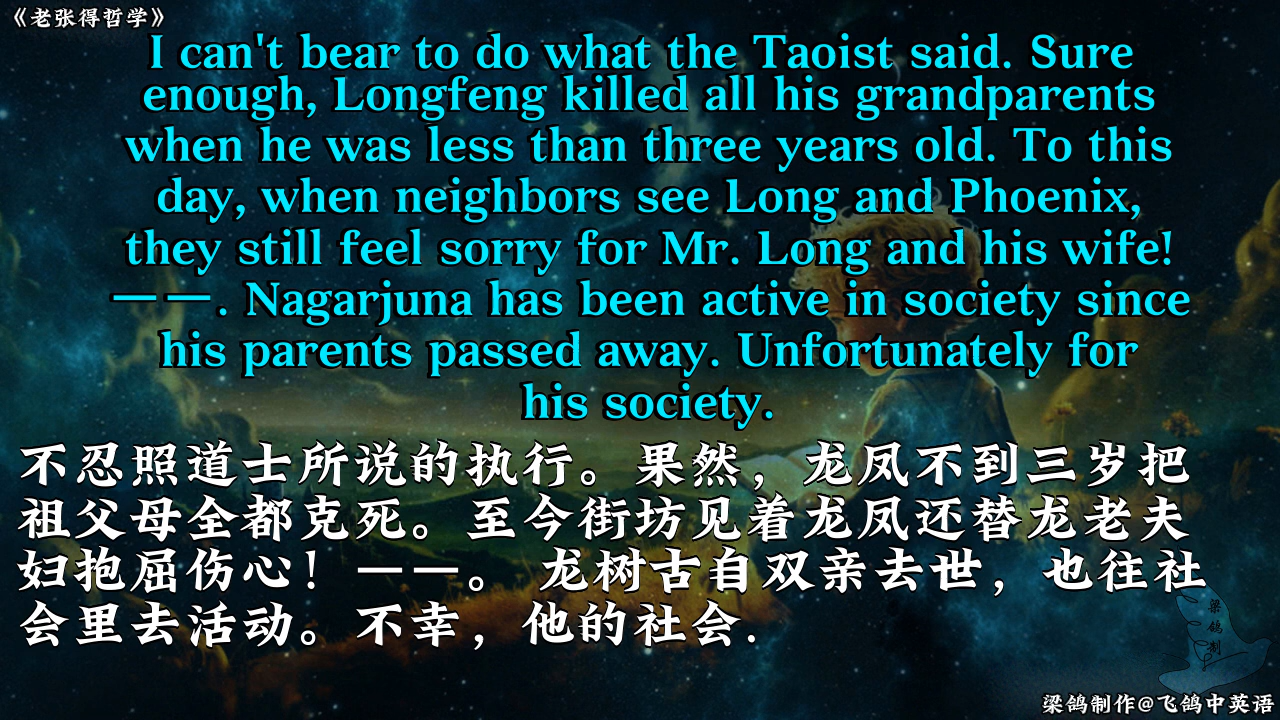 《老张得哲学》
I can't bear to do what the Taoist said. Sure
enough, Longfeng killed all his grandparents
when he was less than three years old. To this
day, when neighbors see Long and Phoenix,
they still feel sorry for Mr. Long and his wife!
——. Nagarjuna has been active in society since
his parents passed away. Unfortunately for
his society.
不忍照道士所说的执行。果然，龙凤不到三岁把
祖父母全都克死。至今街坊见着龙凤还替龙老夫
妇抱屈伤心！——。 龙树古自双亲去世，也往社
会里去活动。不幸，他的社会.
梁鸽制
梁鸽制作@飞鸽中英语